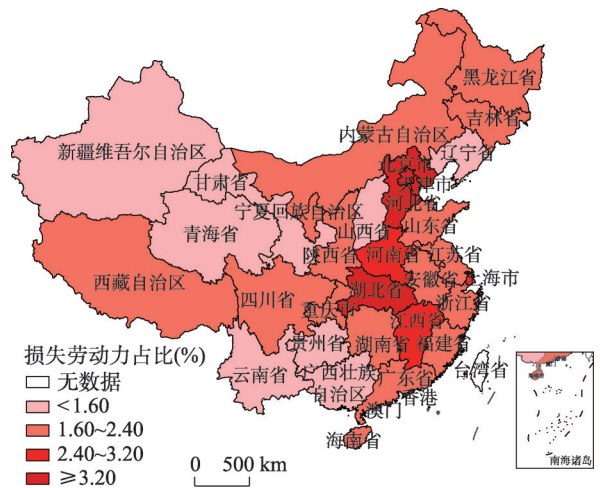 黑龙江省
吉林省
内蒙古自治区
辽宁省
新疆维吾尔自治区
北京市
天津市
甘肃省
河北省
宁夏回族自治区
山东省
山西省
青海省
陕西省
河南省
江苏省
西藏自治区
安徽省
上海市
四川省
湖北省
重庆市
浙江省
江西省
湖南省
福建省
贵州省
台湾省
云南省
西壮族
自治区
广东省
香港
澳门
海南省
损失劳动力占比(%)
无数据
<1.60
1.60~2.40
2.40~3.20
≥3.20
0 500 km
南海诸岛